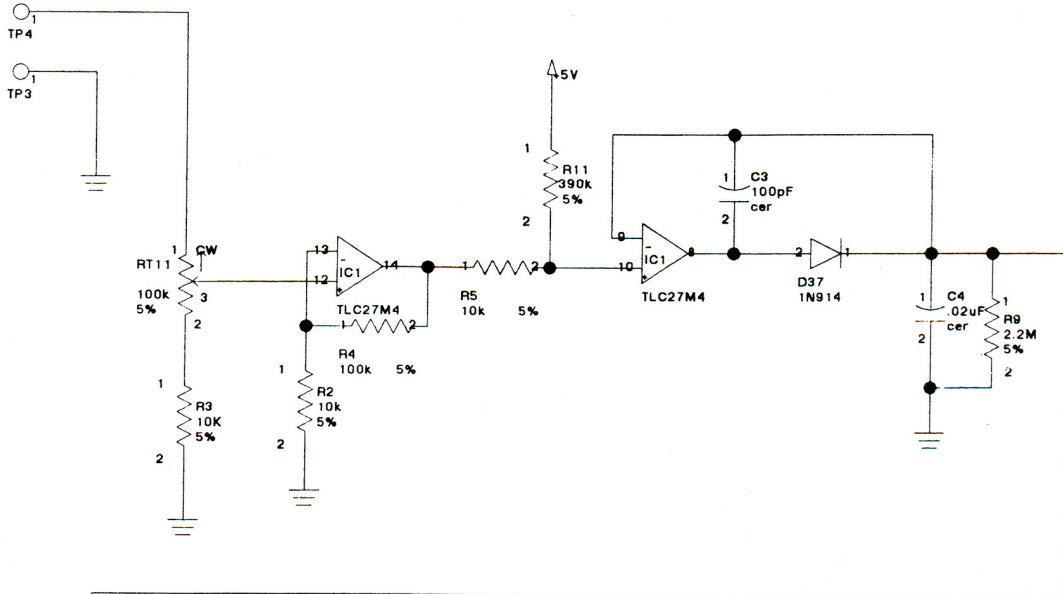 1
TP4
1
TP3
5V
1
R11
390k
5%
2
1
C3
100pF
cer
2
1 CW
RT11
100k
5%
3
2
13
IC1
14
12
TLC27M4
1
2
R5
10k 5%
9
IC1
8
10
TLC27M4
2
1
D37
1N914
1
C4
.02uF
cer
2
1
R9
2.2M
5%
2
1
2
R4
100k 5%
1
R2
10k
5%
2
1
R3
10K
5%
2